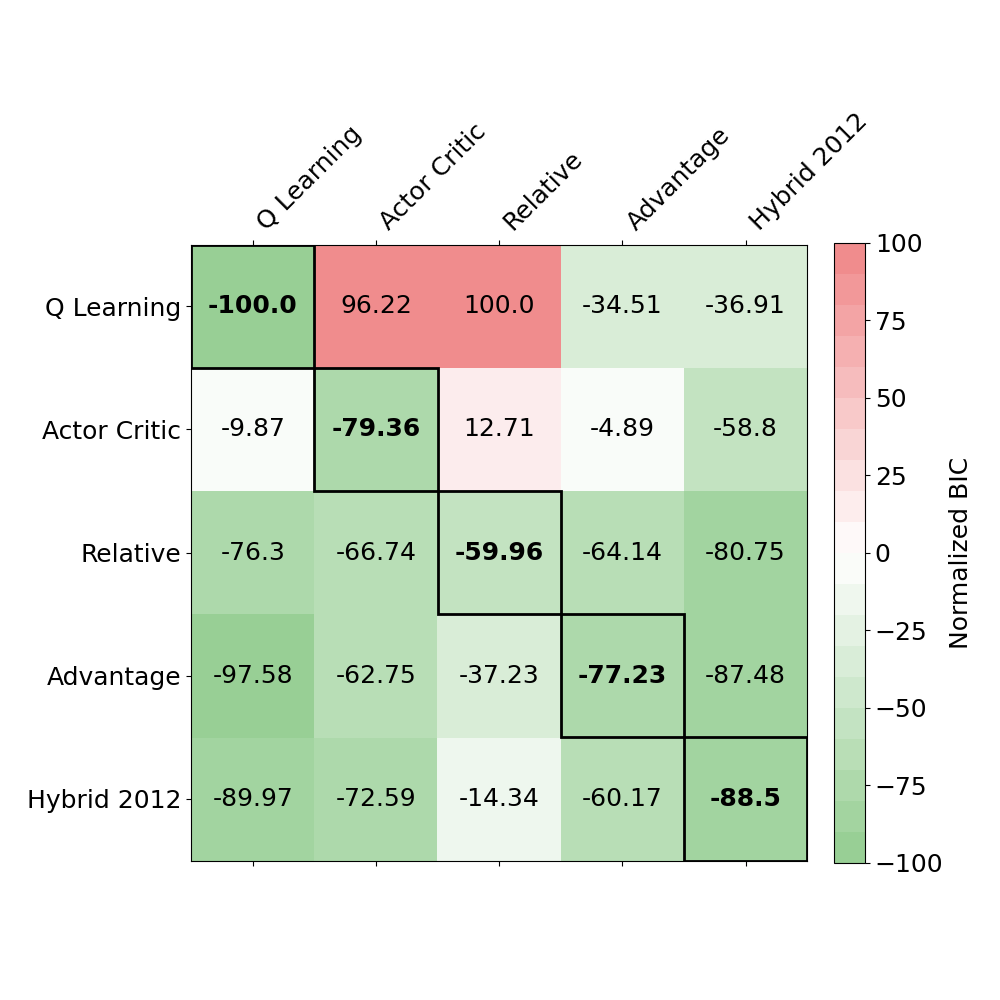 Q Learning
Actor Critic
Relative
Advantage
Hybrid 2012
Q Learning
-100.0 96.22 100.0 -34.51 -36.91
Actor Critic
-9.87 -79.36 12.71 -4.89 -58.8
Relative
-76.3 -66.74 -59.96 -64.14 -80.75
Advantage
-97.58 -62.75 -37.23 -77.23 -87.48
Hybrid 2012
-89.97 -72.59 -14.34 -60.17 -88.5
100
75
50
25
0
−25
−50
−75
−100
Normalized BIC